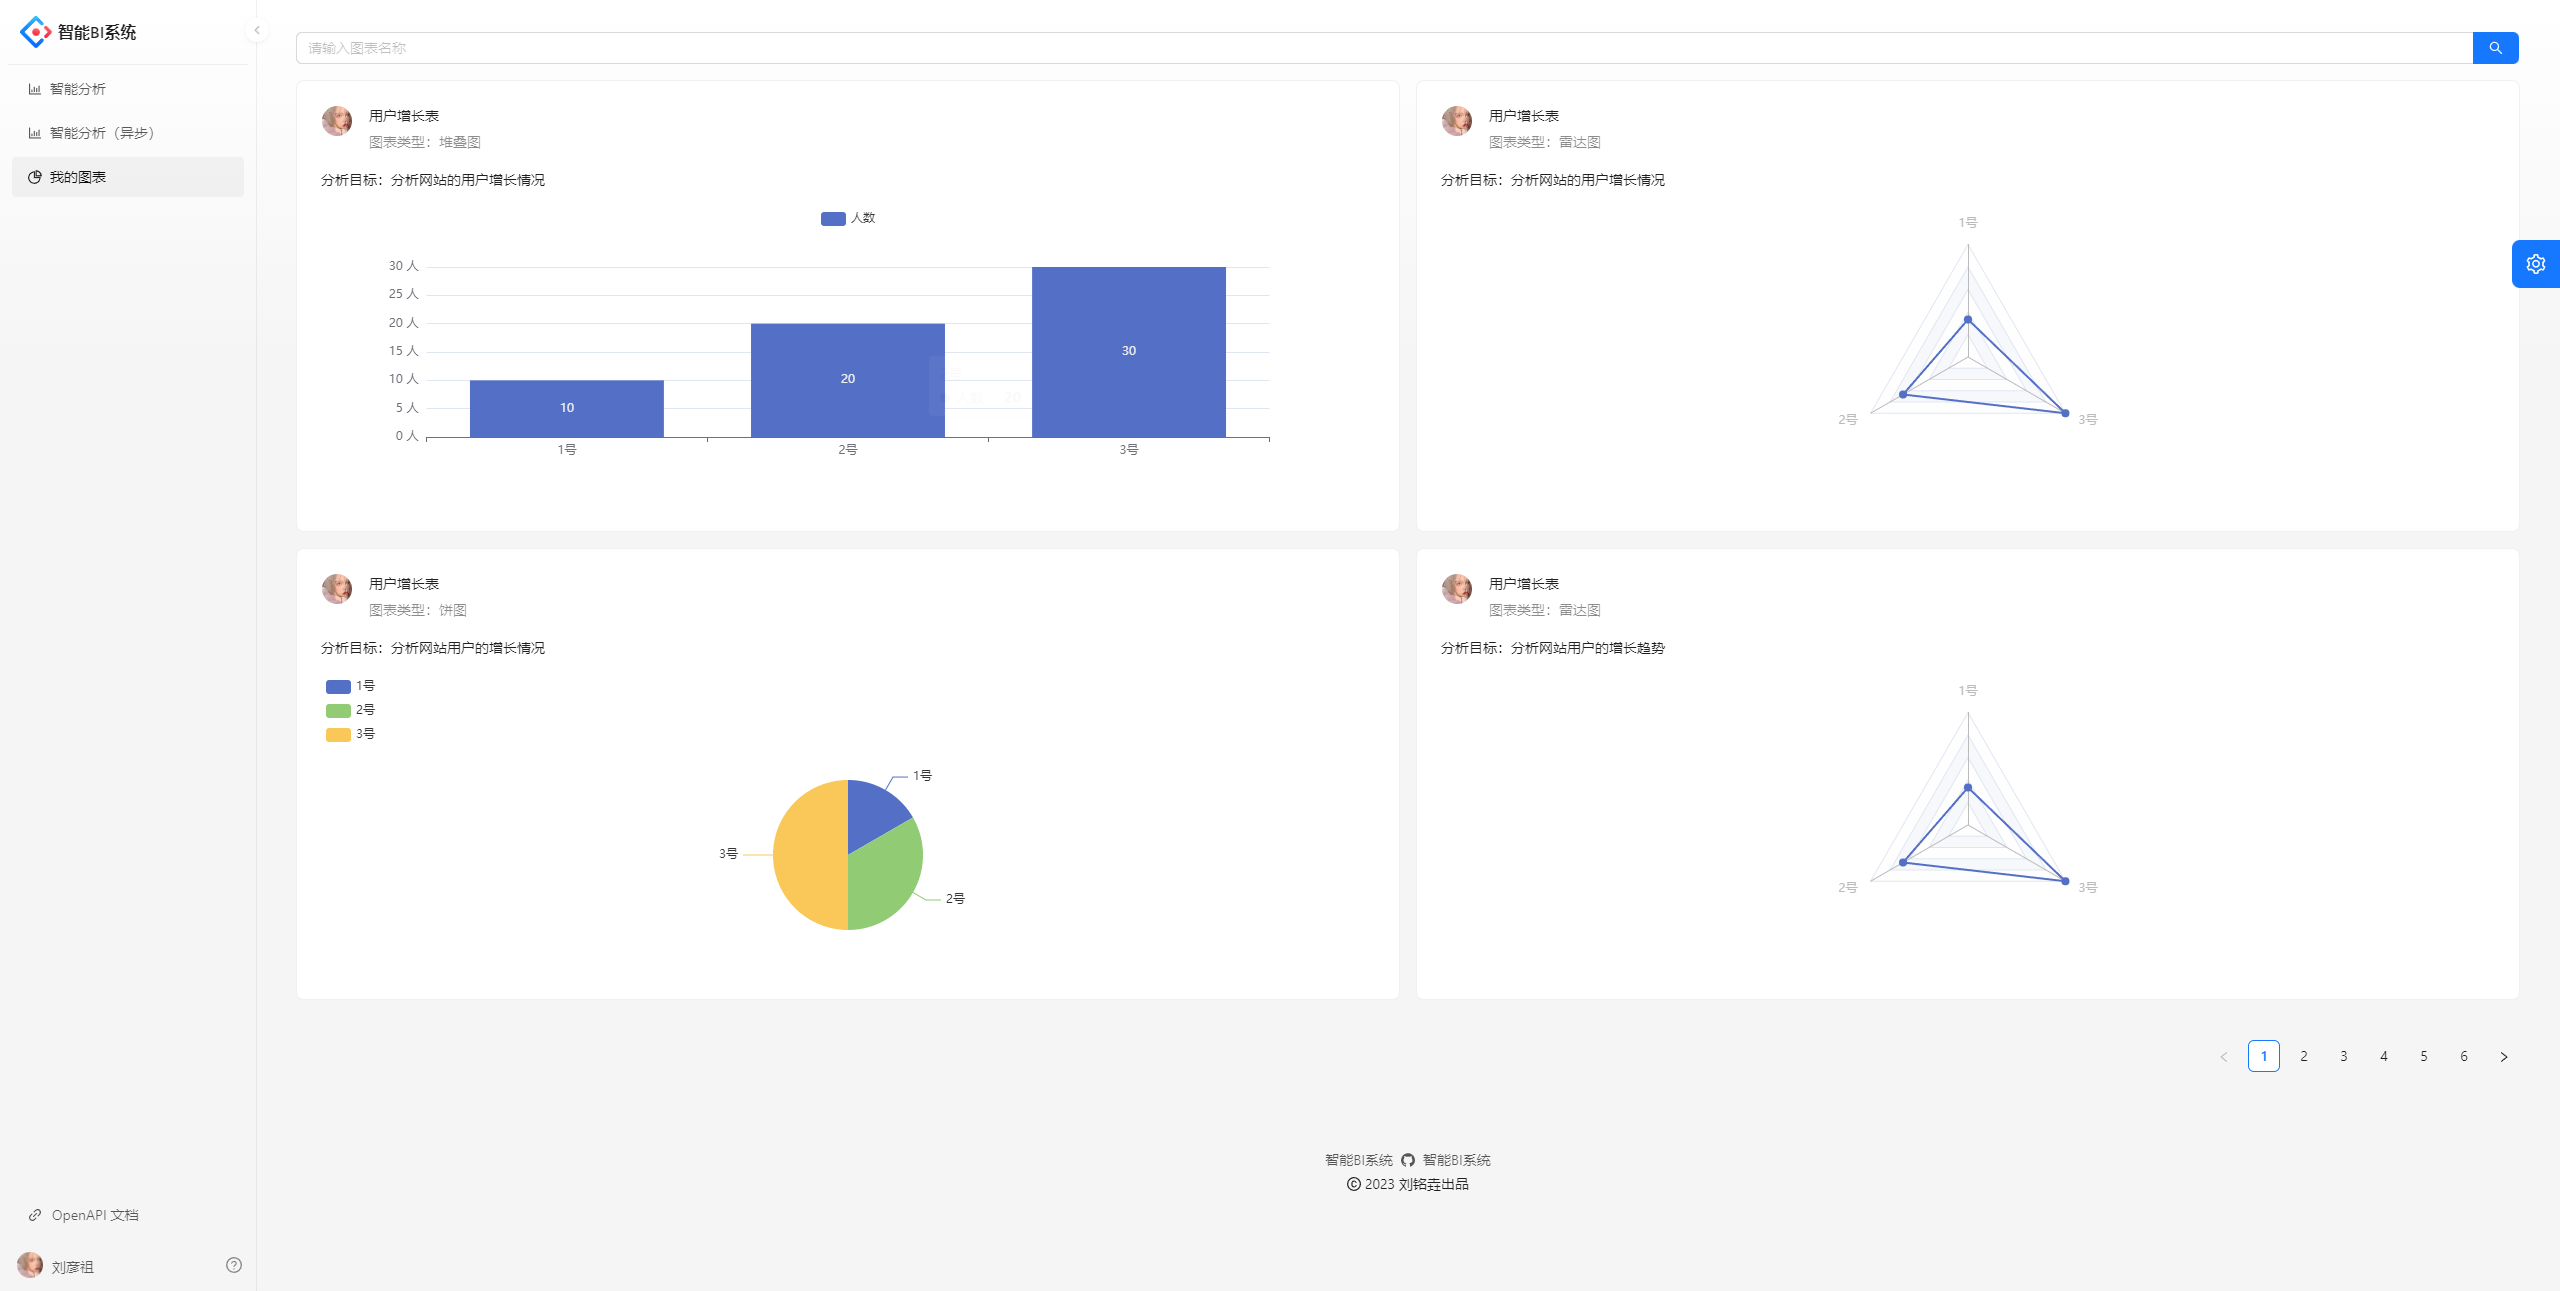 智能BI系统
智能分析
智能分析（异步）
我的图表
OpenAPI 文档
刘彦祖
请输入图表名称
用户增长表
图表类型：堆叠图
分析目标：分析网站的用户增长情况
人数
30 人
25 人
20 人
15 人
10 人
5 人
0 人
10
20
30
1号
2号
3号
用户增长表
图表类型：雷达图
分析目标：分析网站的用户增长情况
1号
2号
3号
用户增长表
图表类型：饼图
分析目标：分析网站用户的增长情况
1号
2号
3号
1号
3号
2号
用户增长表
图表类型：雷达图
分析目标：分析网站用户的增长趋势
1号
2号
3号
1 2 3 4 5 6
智能BI系统 智能BI系统
© 2023 刘铭垚出品